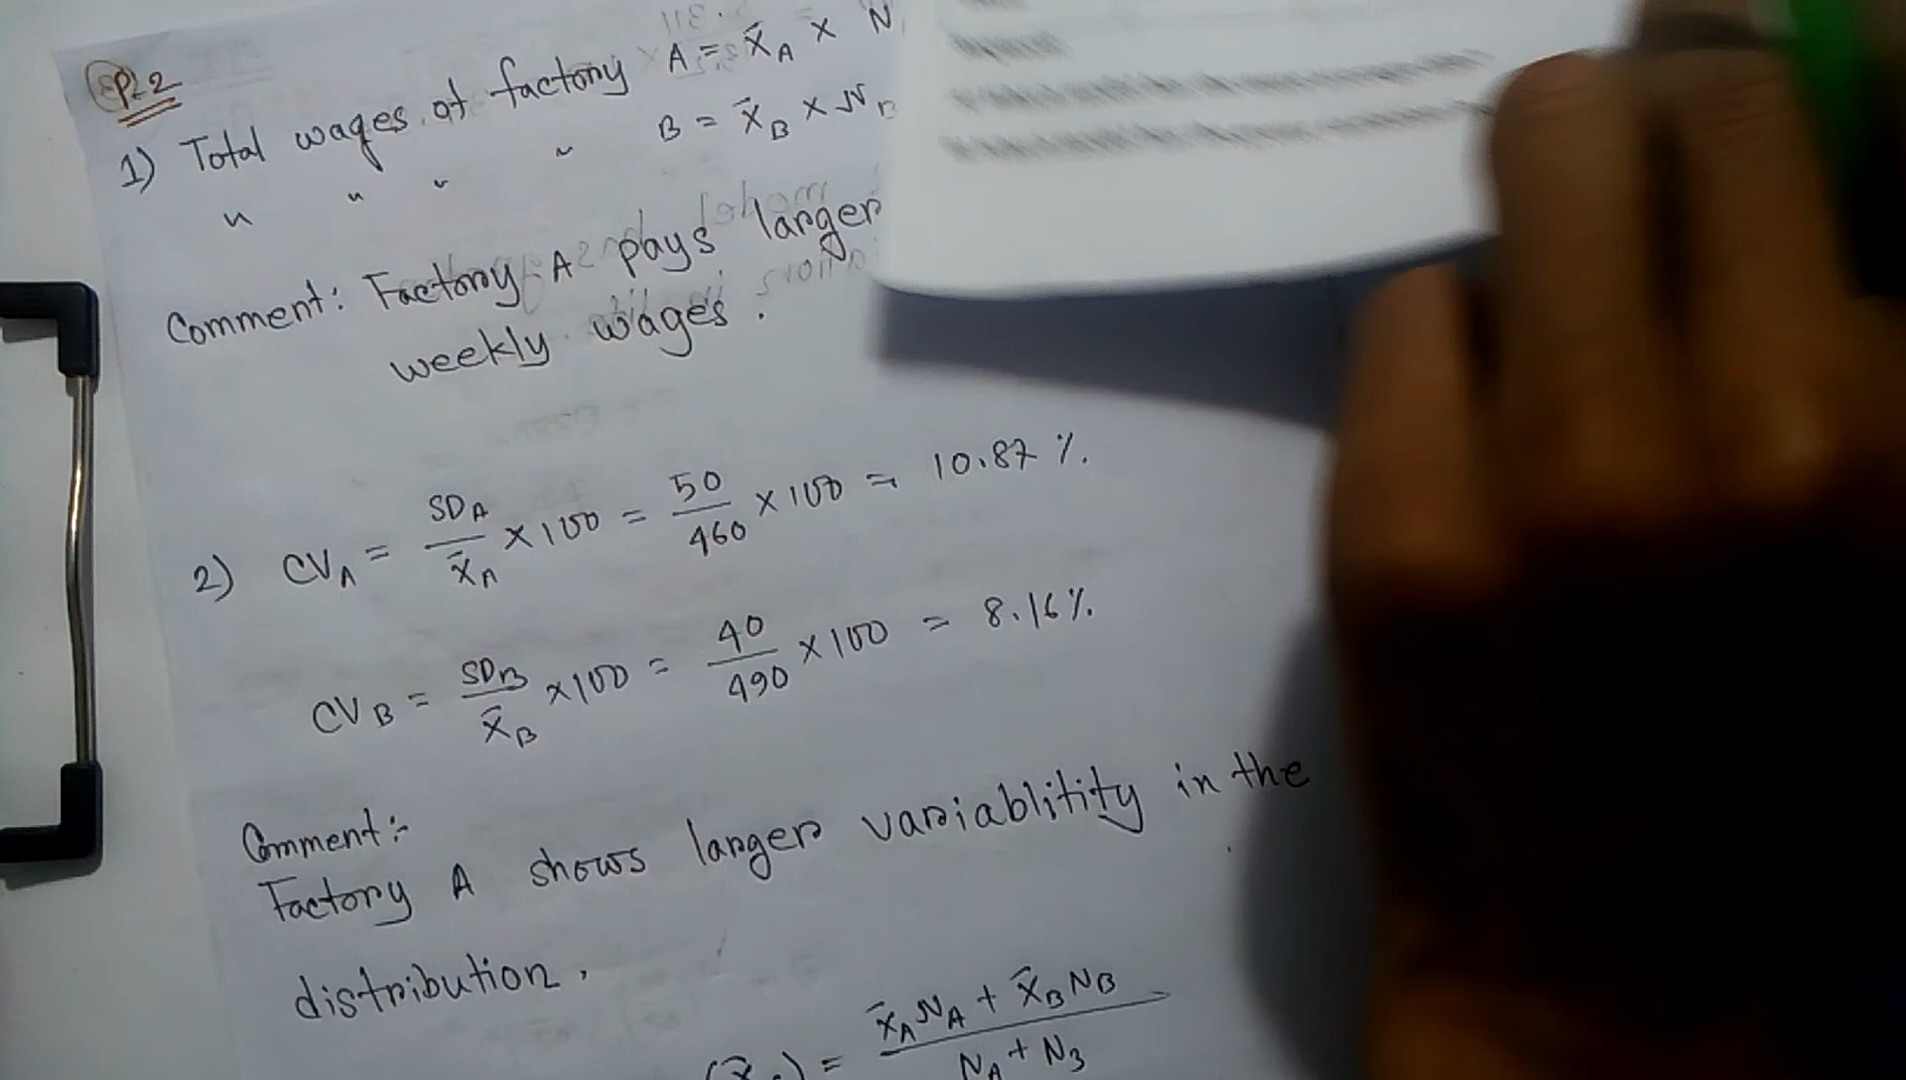 P-2
1) Total wages of factory A = x̄A × N
" " " " B = x̄B × NB
Comment: Factory A pays larger
weekly wages.
2) CVA = SDA/x̄A × 100 = 50/460 × 100 = 10.87 %.
CVB = SDB/x̄B × 100 = 40/490 × 100 = 8.16%.
Comment:-
Factory A shows larger variablitity in the
distribution.
= x̄A NA + x̄B NB / NA + NB